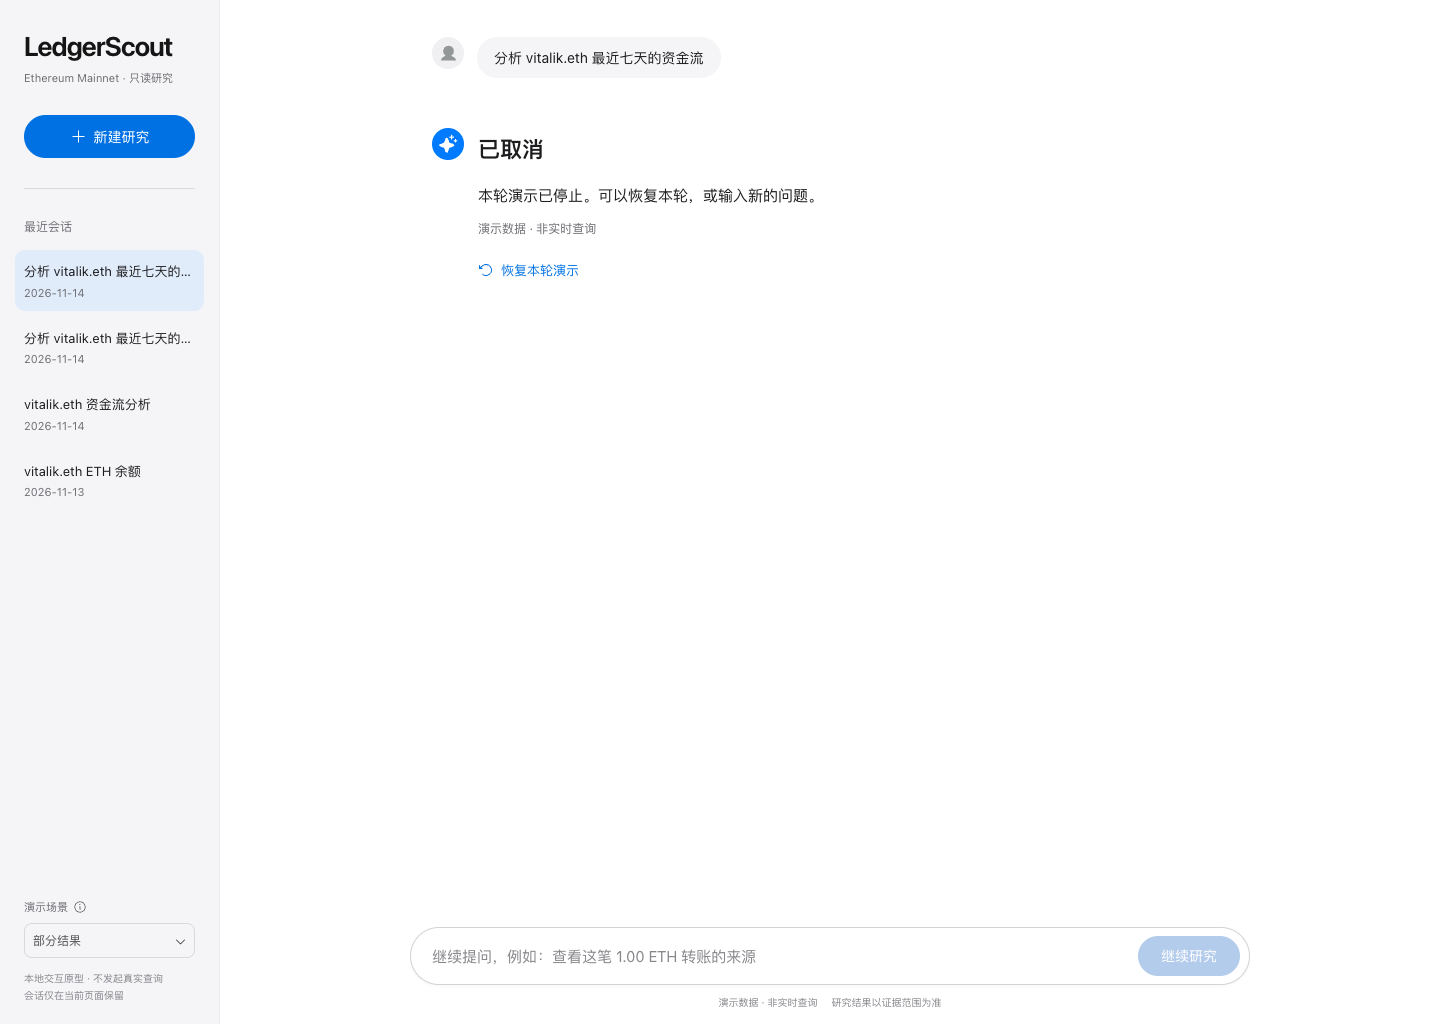 LedgerScout
Ethereum Mainnet · 只读研究
新建研究
最近会话
分析 vitalik.eth 最近七天的...
2026-11-14
分析 vitalik.eth 最近七天的...
2026-11-14
vitalik.eth 资金流分析
2026-11-14
vitalik.eth ETH 余额
2026-11-13
演示场景
部分结果
本地交互原型 · 不发起真实查询
会话仅在当前页面保留
分析 vitalik.eth 最近七天的资金流
已取消
本轮演示已停止。可以恢复本轮，或输入新的问题。
演示数据 · 非实时查询
恢复本轮演示
继续提问，例如：查看这笔 1.00 ETH 转账的来源
继续研究
演示数据 · 非实时查询 研究结果以证据范围为准